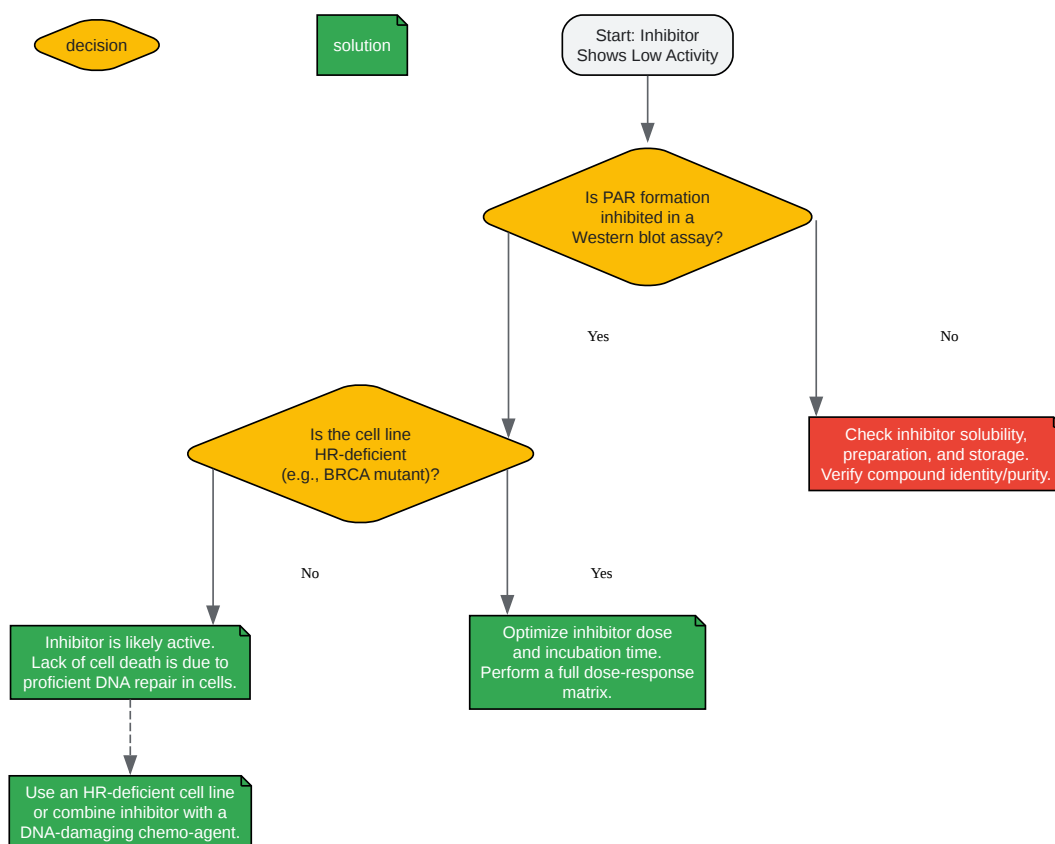 decision
solution
Start: Inhibitor
Shows Low Activity
Is PAR formation
inhibited in a
Western blot assay?
Yes
No
Is the cell line
HR-deficient
(e.g., BRCA mutant)?
Check inhibitor solubility,
preparation, and storage.
Verify compound identity/purity.
No
Yes
Inhibitor is likely active.
Lack of cell death is due to
proficient DNA repair in cells.
Optimize inhibitor dose
and incubation time.
Perform a full dose-response
matrix.
Use an HR-deficient cell line
or combine inhibitor with a
DNA-damaging chemo-agent.